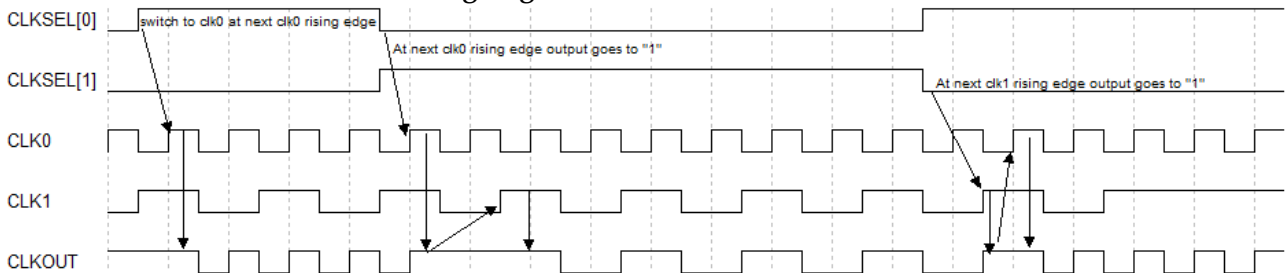 CLKSEL[0]
switch to clk0 at next clk0 rising edge
At next clk0 rising edge output goes to "1"
CLKSEL[1]
At next clk1 rising edge output goes to "1"
CLK0
CLK1
CLKOUT